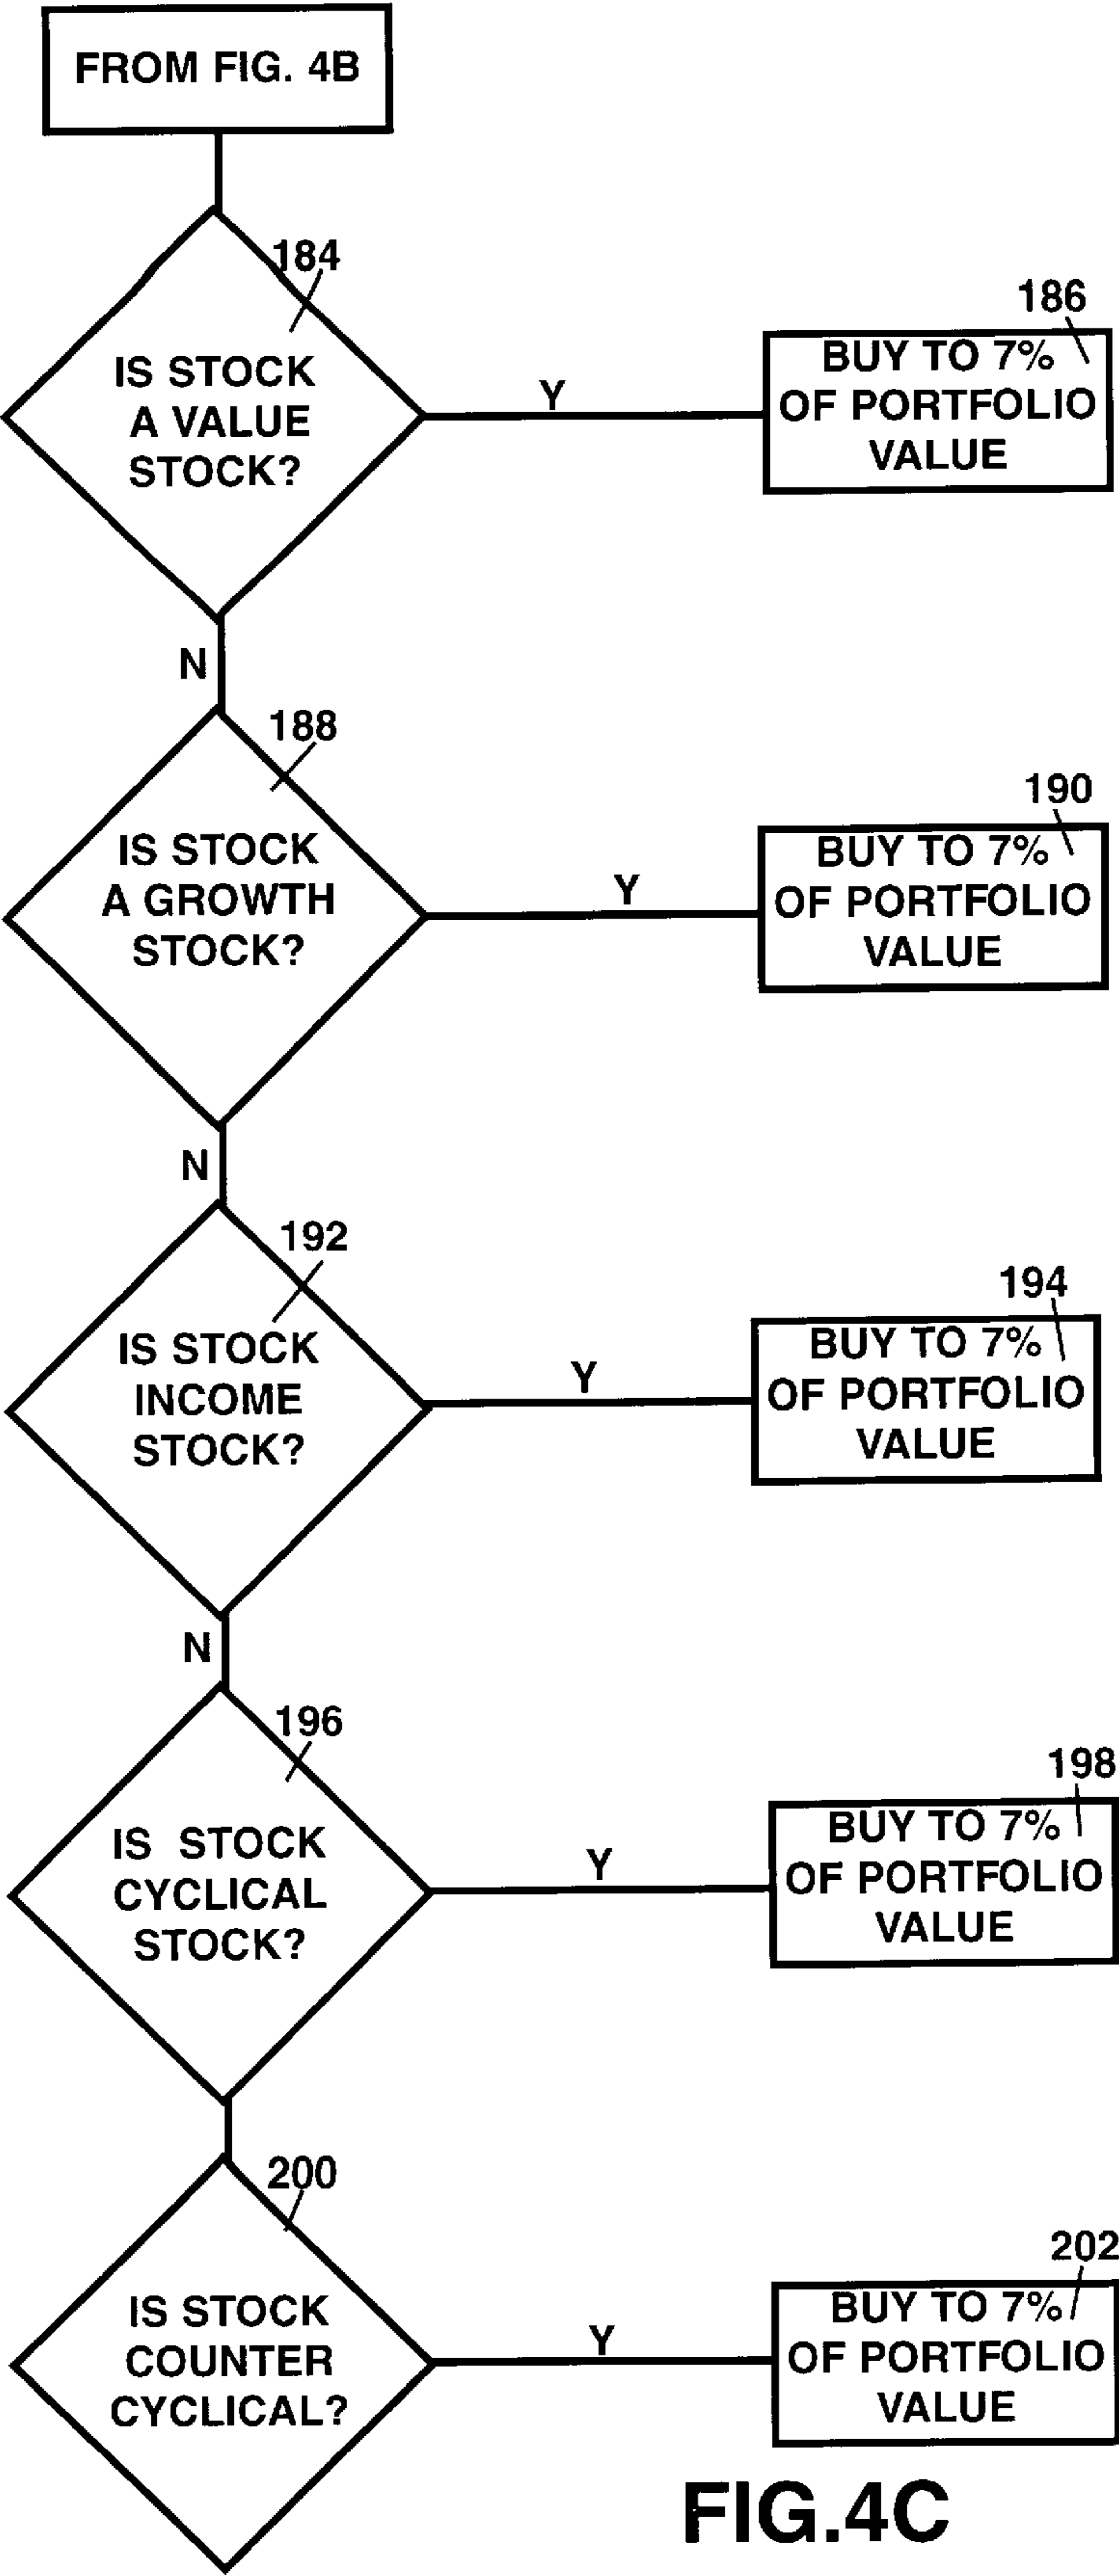 FROM FIG. 4B
184
IS STOCK
A VALUE
STOCK?
Y
186
BUY TO 7%
OF PORTFOLIO
VALUE
N
188
IS STOCK
A GROWTH
STOCK?
Y
190
BUY TO 7%
OF PORTFOLIO
VALUE
N
192
IS STOCK
INCOME
STOCK?
Y
194
BUY TO 7%
OF PORTFOLIO
VALUE
N
196
IS STOCK
CYCLICAL
STOCK?
Y
198
BUY TO 7%
OF PORTFOLIO
VALUE
200
IS STOCK
COUNTER
CYCLICAL?
Y
202
BUY TO 7%
OF PORTFOLIO
VALUE
FIG.4C